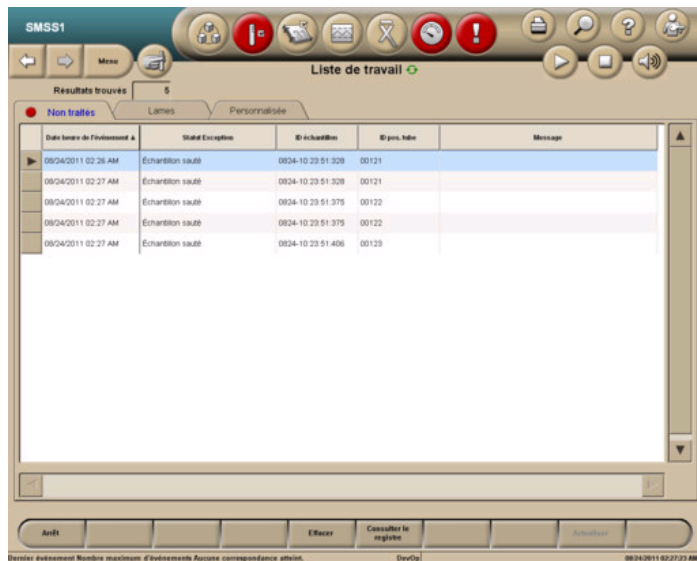 SMSS1
Menu
Liste de travail
Résultats trouvés 5
Non traités Lames Personnalisée
Date heure de l'événement Statut Exception ID échantillon ID pos. tube Message
08/24/2011 02:26 AM Échantillon sauté 0824-10:23:51:328 00121
08/24/2011 02:27 AM Échantillon sauté 0824-10:23:51:328 00121
08/24/2011 02:27 AM Échantillon sauté 0824-10:23:51:375 00122
08/24/2011 02:27 AM Échantillon sauté 0824-10:23:51:375 00122
08/24/2011 02:27 AM Échantillon sauté 0824-10:23:51:406 00123
Arrêt Effacer Consulter le registre Actualiser
Dernier événement Nombre maximum d'événements Aucune correspondance atteint. DevOp 08/24/2011 02:27:23 AM